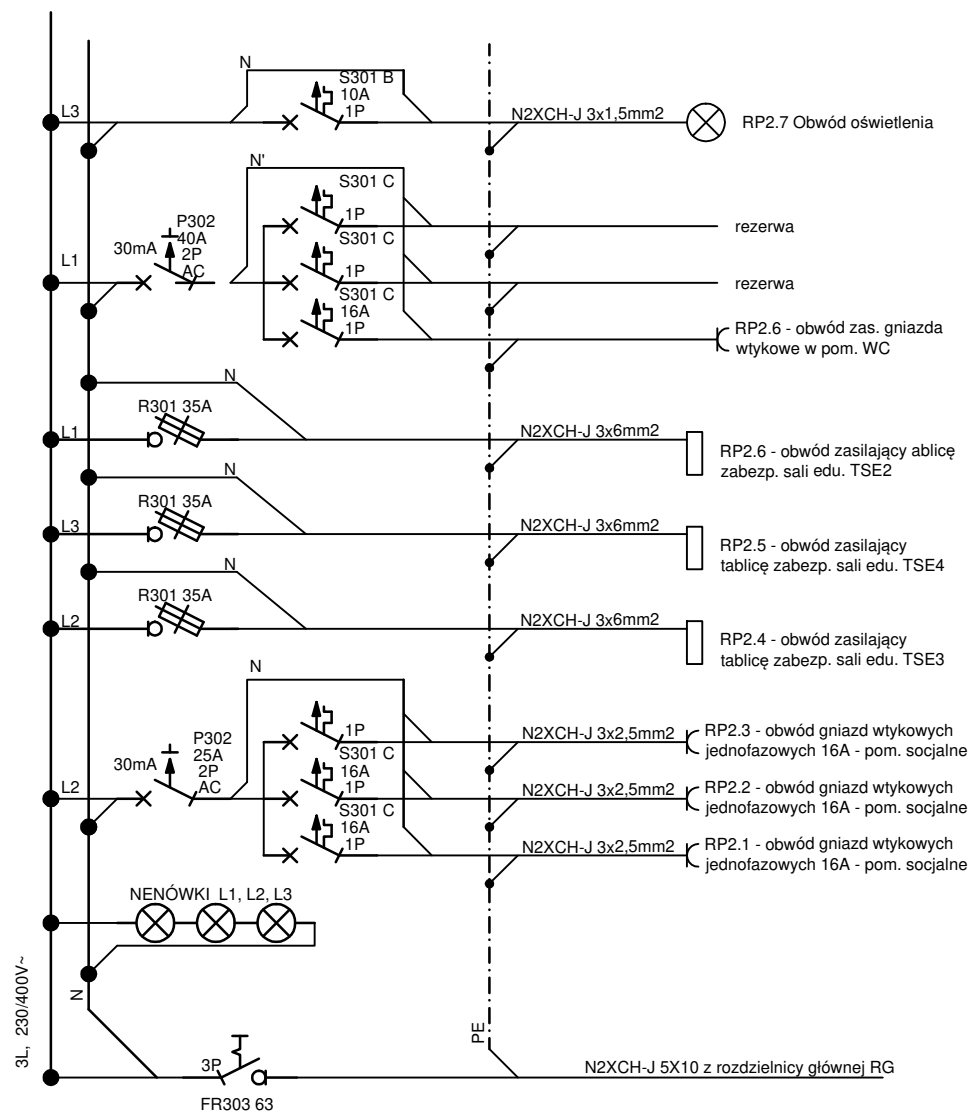 N
S301 B
10A
1P
L3
N2XCH-J 3x1,5mm2
RP2.7 Obwód oświetlenia
N'
S301 C
1P
rezerwa
P302
40A
2P
AC
30mA
L1
S301 C
1P
rezerwa
S301 C
16A
1P
RP2.6 - obwód zas. gniazda
wtykowe w pom. WC
N
R301 35A
L1
N2XCH-J 3x6mm2
RP2.6 - obwód zasilający ablicę
zabezp. sali edu. TSE2
N
R301 35A
L3
N2XCH-J 3x6mm2
RP2.5 - obwód zasilający
tablicę zabezp. sali edu. TSE4
N
R301 35A
L2
N2XCH-J 3x6mm2
RP2.4 - obwód zasilający
tablicę zabezp. sali edu. TSE3
N
1P
N2XCH-J 3x2,5mm2
RP2.3 - obwód gniazd wtykowych
jednofazowych 16A - pom. socjalne
P302
25A
2P
AC
30mA
L2
S301 C
16A
1P
N2XCH-J 3x2,5mm2
RP2.2 - obwód gniazd wtykowych
jednofazowych 16A - pom. socjalne
S301 C
16A
1P
N2XCH-J 3x2,5mm2
RP2.1 - obwód gniazd wtykowych
jednofazowych 16A - pom. socjalne
NENÓWKI L1, L2, L3
3L, 230/400V~
N
PE
3P
FR303 63
N2XCH-J 5X10 z rozdzielnicy głównej RG